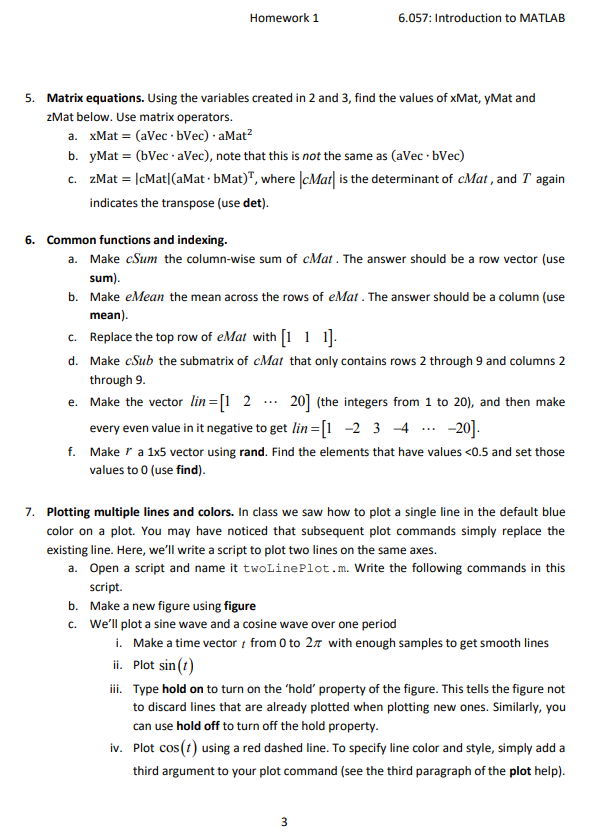 Homework 1 6.057: Introduction to MATLAB
5. Matrix equations. Using the variables created in 2 and 3, find the values of xMat, yMat and
zMat below. Use matrix operators.
a. xMat = (aVec · bVec) · aMat²
b. yMat = (bVec · aVec), note that this is not the same as (aVec · bVec)
c. zMat = |cMat|(aMat · bMat)ᵀ, where |cMat| is the determinant of cMat , and T again
indicates the transpose (use det).
6. Common functions and indexing.
a. Make cSum the column-wise sum of cMat . The answer should be a row vector (use
sum).
b. Make eMean the mean across the rows of eMat . The answer should be a column (use
mean).
c. Replace the top row of eMat with [1 1 1].
d. Make cSub the submatrix of cMat that only contains rows 2 through 9 and columns 2
through 9.
e. Make the vector lin = [1 2 ⋯ 20] (the integers from 1 to 20), and then make
every even value in it negative to get lin = [1 −2 3 −4 ⋯ −20].
f. Make r a 1x5 vector using rand. Find the elements that have values <0.5 and set those
values to 0 (use find).
7. Plotting multiple lines and colors. In class we saw how to plot a single line in the default blue
color on a plot. You may have noticed that subsequent plot commands simply replace the
existing line. Here, we’ll write a script to plot two lines on the same axes.
a. Open a script and name it twoLinePlot.m. Write the following commands in this
script.
b. Make a new figure using figure
c. We’ll plot a sine wave and a cosine wave over one period
i. Make a time vector t from 0 to 2π with enough samples to get smooth lines
ii. Plot sin(t)
iii. Type hold on to turn on the ‘hold’ property of the figure. This tells the figure not
to discard lines that are already plotted when plotting new ones. Similarly, you
can use hold off to turn off the hold property.
iv. Plot cos(t) using a red dashed line. To specify line color and style, simply add a
third argument to your plot command (see the third paragraph of the plot help).
3